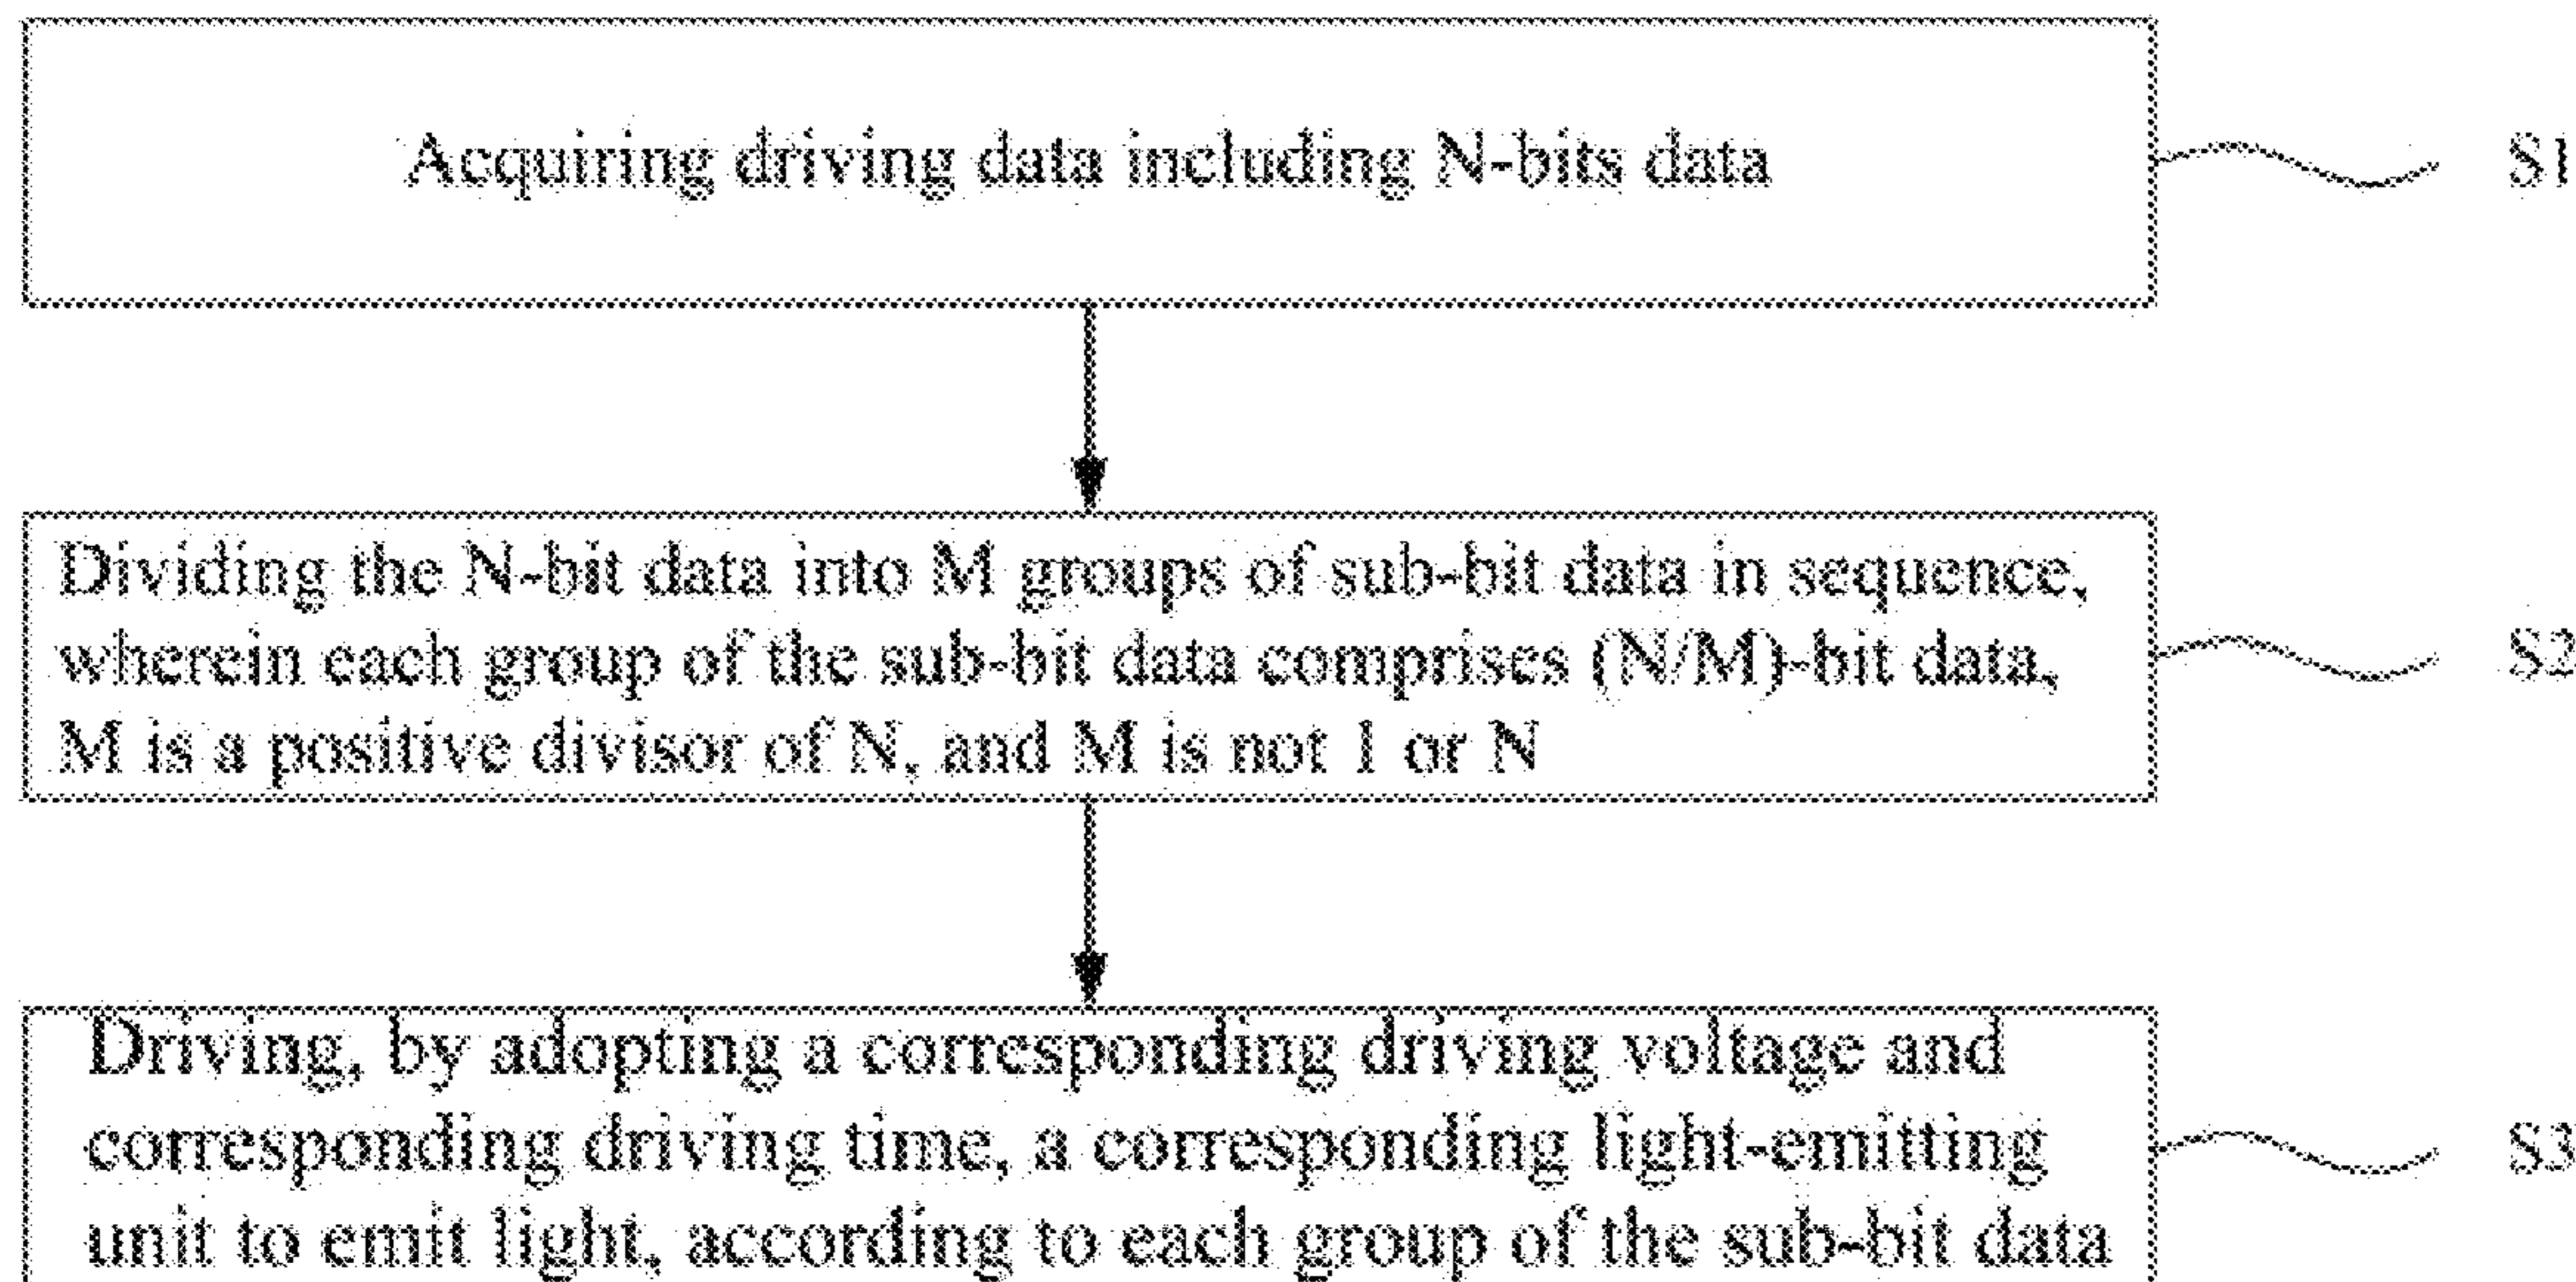 Acquiring driving data including N-bits data
S1
Dividing the N-bit data into M groups of sub-bit data in sequence,
wherein each group of the sub-bit data comprises (N/M)-bit data,
M is a positive divisor of N, and M is not 1 or N
S2
Driving, by adopting a corresponding driving voltage and
corresponding driving time, a corresponding light-emitting
unit to emit light, according to each group of the sub-bit data
S3